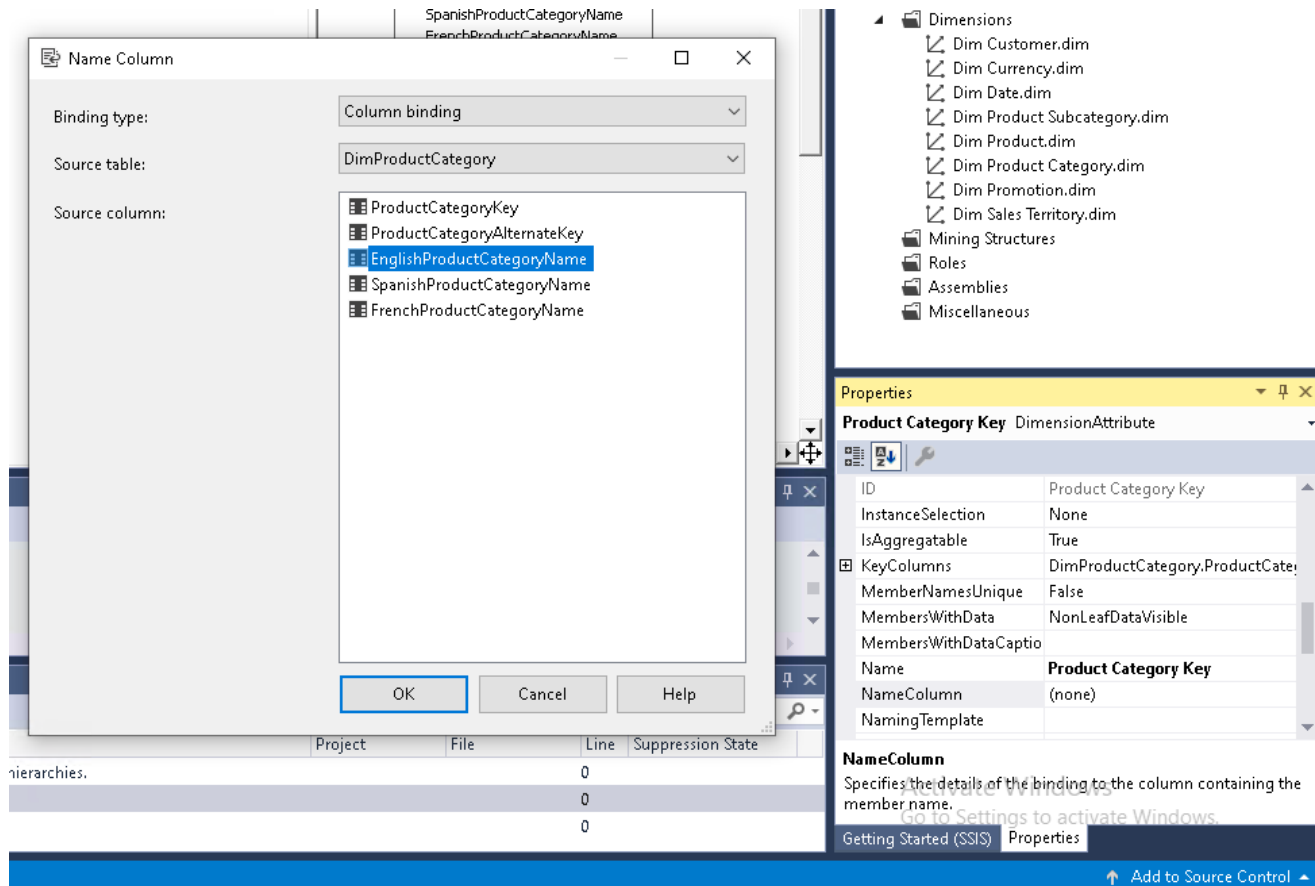 SpanishProductCategoryName
FrenchProductCategoryName
Name Column
Binding type:
Column binding
Source table:
DimProductCategory
Source column:
ProductCategoryKey
ProductCategoryAlternateKey
EnglishProductCategoryName
SpanishProductCategoryName
FrenchProductCategoryName
OK Cancel Help
Project File Line Suppression State
hierarchies. 0
0
0
Dimensions
Dim Customer.dim
Dim Currency.dim
Dim Date.dim
Dim Product Subcategory.dim
Dim Product.dim
Dim Product Category.dim
Dim Promotion.dim
Dim Sales Territory.dim
Mining Structures
Roles
Assemblies
Miscellaneous
Properties
Product Category Key DimensionAttribute
ID Product Category Key
InstanceSelection None
IsAggregatable True
KeyColumns DimProductCategory.ProductCate
MemberNamesUnique False
MembersWithData NonLeafDataVisible
MembersWithDataCaptio
Name Product Category Key
NameColumn (none)
NamingTemplate
NameColumn
Specifies the details of the binding to the column containing the
member name.
Activate Windows
Go to Settings to activate Windows.
Getting Started (SSIS) Properties
Add to Source Control